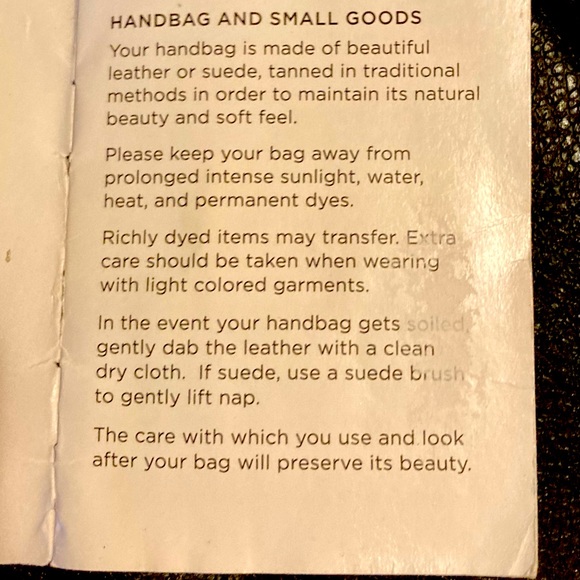 HANDBAG AND SMALL GOODS
Your handbag is made of beautiful
leather or suede, tanned in traditional
methods in order to maintain its natural
beauty and soft feel.
Please keep your bag away from
prolonged intense sunlight, water,
heat, and permanent dyes.
Richly dyed items may transfer. Extra
care should be taken when wearing
with light colored garments.
In the event your handbag gets soiled,
gently dab the leather with a clean
dry cloth. If suede, use a suede brush
to gently lift nap.
The care with which you use and look
after your bag will preserve its beauty.